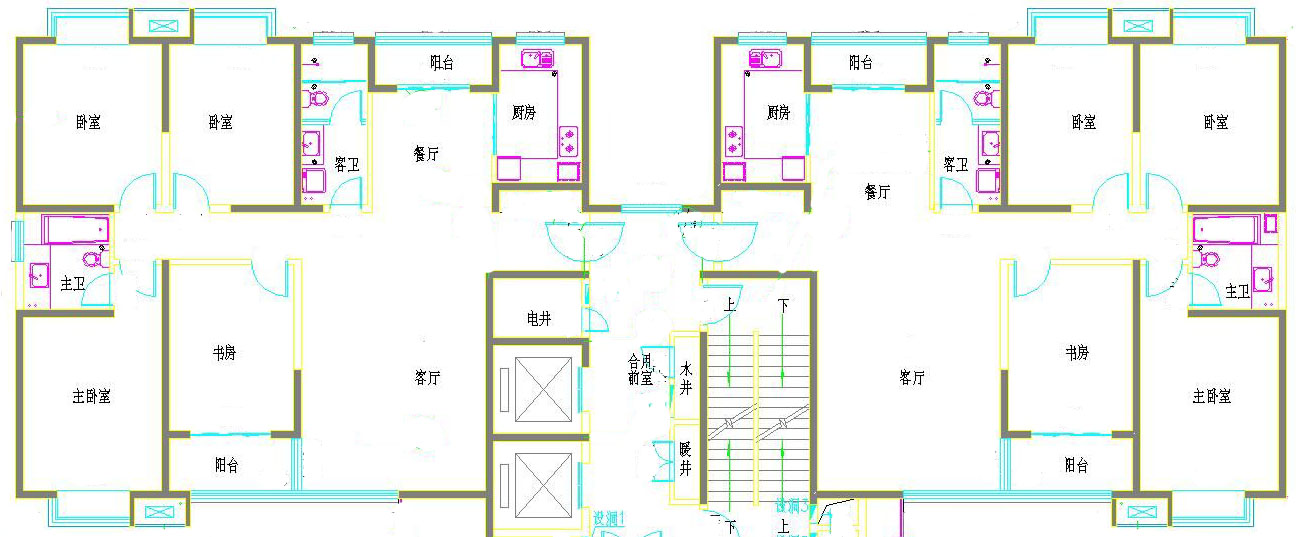 阳台
阳台
厨房
厨房
卧室
卧室
卧室
卧室
餐厅
客卫
客卫
餐厅
主卫
主卫
上
下
电井
书房
合用
前室
水井
书房
主卧室
客厅
客厅
主卧室
阳台
暖井
阳台
设洞1
设洞3
下
上